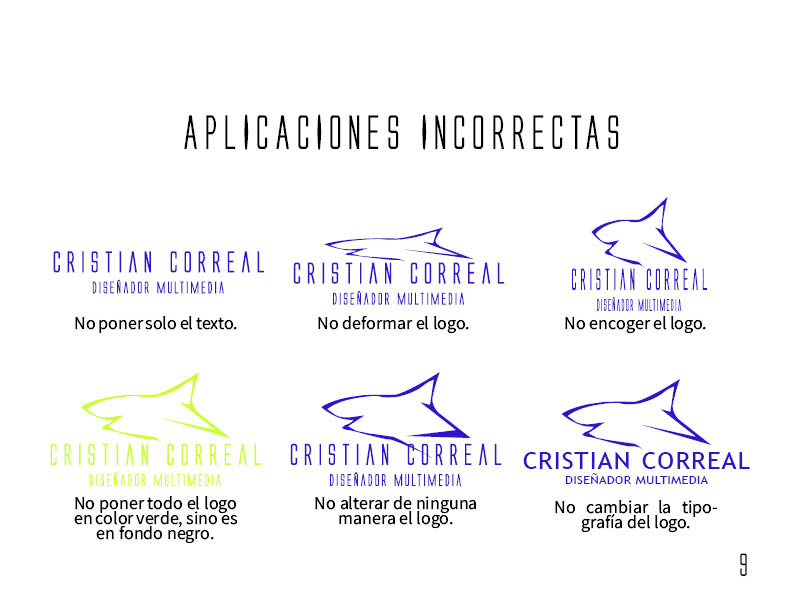 APLICACIONES INCORRECTAS
CRISTIAN CORREAL
DISEÑADOR MULTIMEDIA
No poner solo el texto.
CRISTIAN CORREAL
DISEÑADOR MULTIMEDIA
No deformar el logo.
CRISTIAN CORREAL
DISEÑADOR MULTIMEDIA
No encoger el logo.
CRISTIAN CORREAL
DISEÑADOR MULTIMEDIA
No poner todo el logo
en color verde, sino es
en fondo negro.
CRISTIAN CORREAL
DISEÑADOR MULTIMEDIA
No alterar de ninguna
manera el logo.
CRISTIAN CORREAL
DISEÑADOR MULTIMEDIA
No cambiar la tipo-
grafía del logo.
9